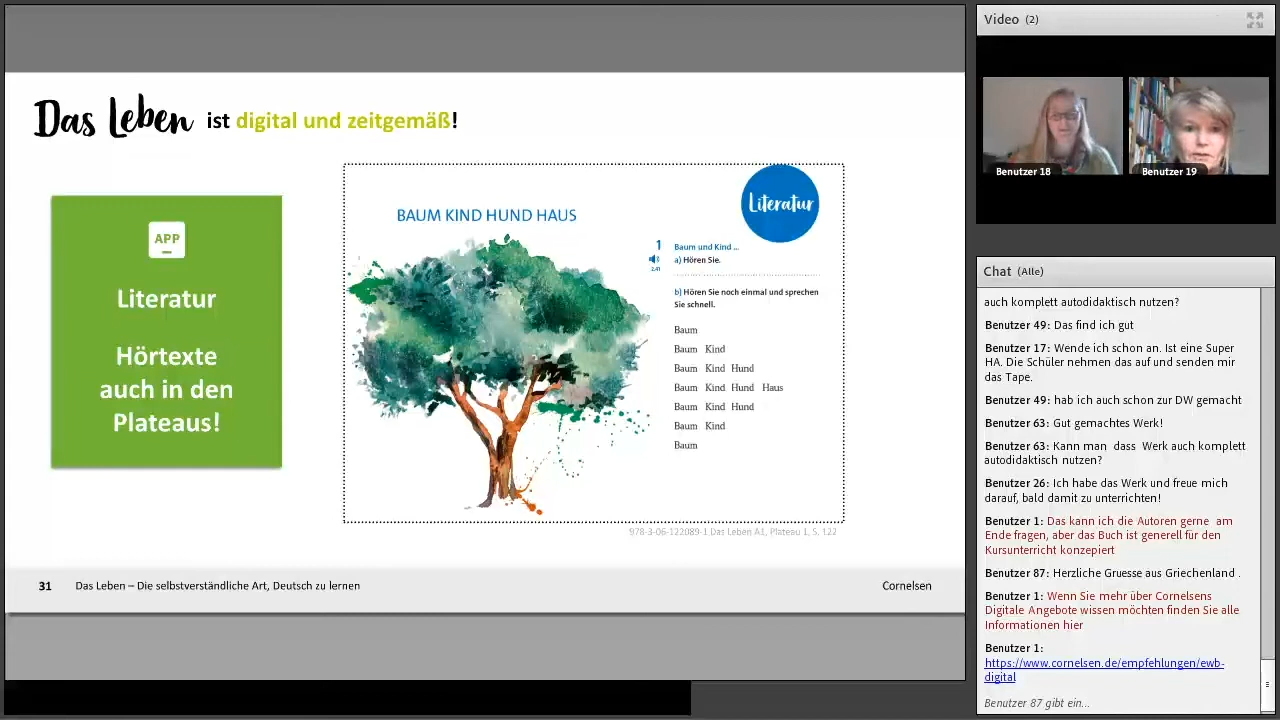 Das Leben ist digital und zeitgemäß!
APP
Literatur
Hörtexte
auch in den
Plateaus!
BAUM KIND HUND HAUS
Literatur
1 Baum und Kind ...
a) Hören Sie.
2.41
b) Hören Sie noch einmal und sprechen
Sie schnell.
Baum
Baum Kind
Baum Kind Hund
Baum Kind Hund Haus
Baum Kind Hund
Baum Kind
Baum
978-3-06-122089-1 Das Leben A1, Plateau 1, S. 122
31 Das Leben – Die selbstverständliche Art, Deutsch zu lernen
Cornelsen
Video (2)
Benutzer 18
Benutzer 19
Chat (Alle)
auch komplett autodidaktisch nutzen?
Benutzer 49: Das find ich gut
Benutzer 17: Wende ich schon an. Ist eine Super
HA. Die Schüler nehmen das auf und senden mir
das Tape.
Benutzer 49: hab ich auch schon zur DW gemacht
Benutzer 63: Gut gemachtes Werk!
Benutzer 63: Kann man dass Werk auch komplett
autodidaktisch nutzen?
Benutzer 26: Ich habe das Werk und freue mich
darauf, bald damit zu unterrichten!
Benutzer 1: Das kann ich die Autoren gerne am
Ende fragen, aber das Buch ist generell für den
Kursunterricht konzepiert
Benutzer 87: Herzliche Gruesse aus Griechenland .
Benutzer 1: Wenn Sie mehr über Cornelsens
Digitale Angebote wissen möchten finden Sie alle
Informationen hier
Benutzer 1:
https://www.cornelsen.de/empfehlungen/ewb-
digital
Benutzer 87 gibt ein...